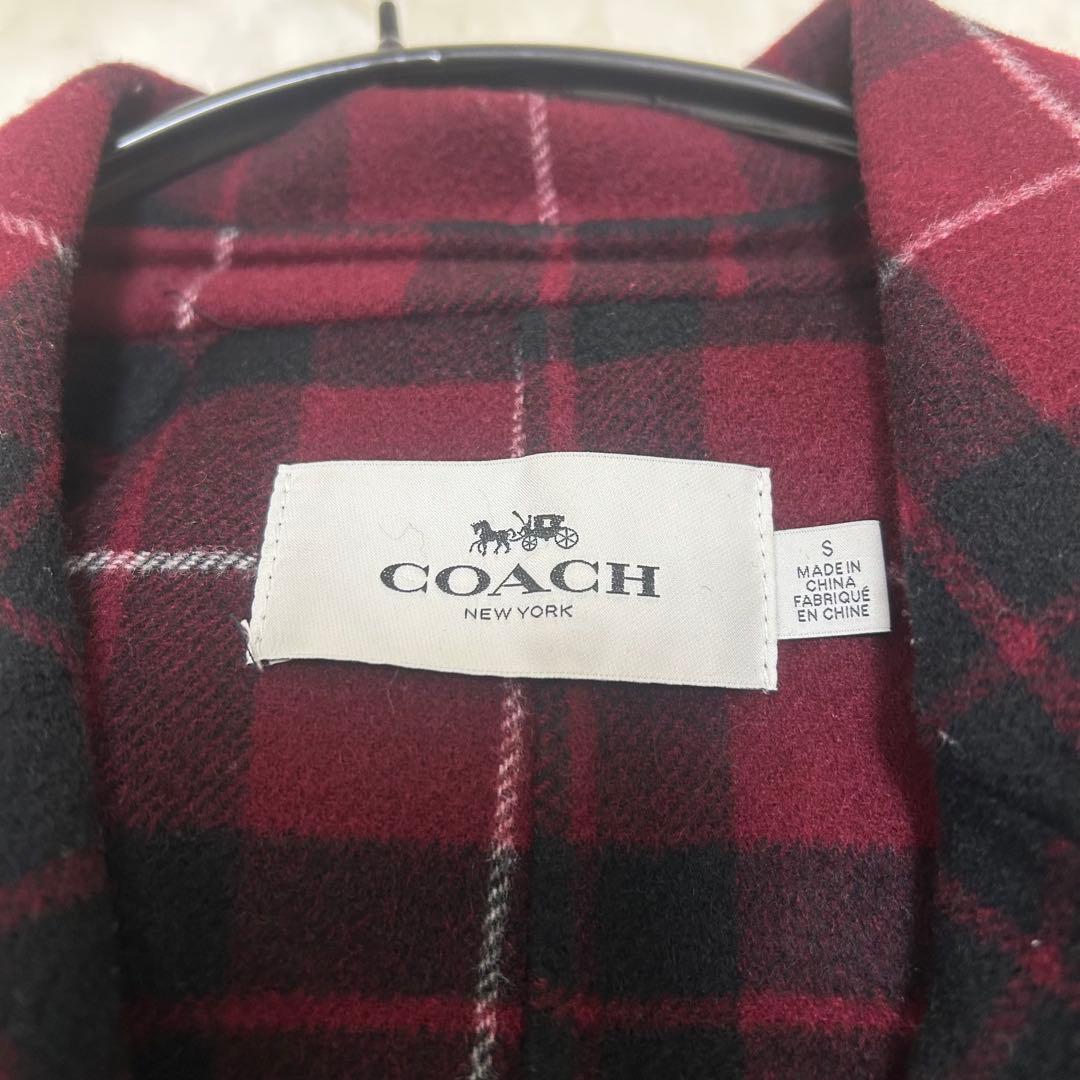 COACH
NEW YORK
S
MADE IN
CHINA
FABRIQUÉ
EN CHINE